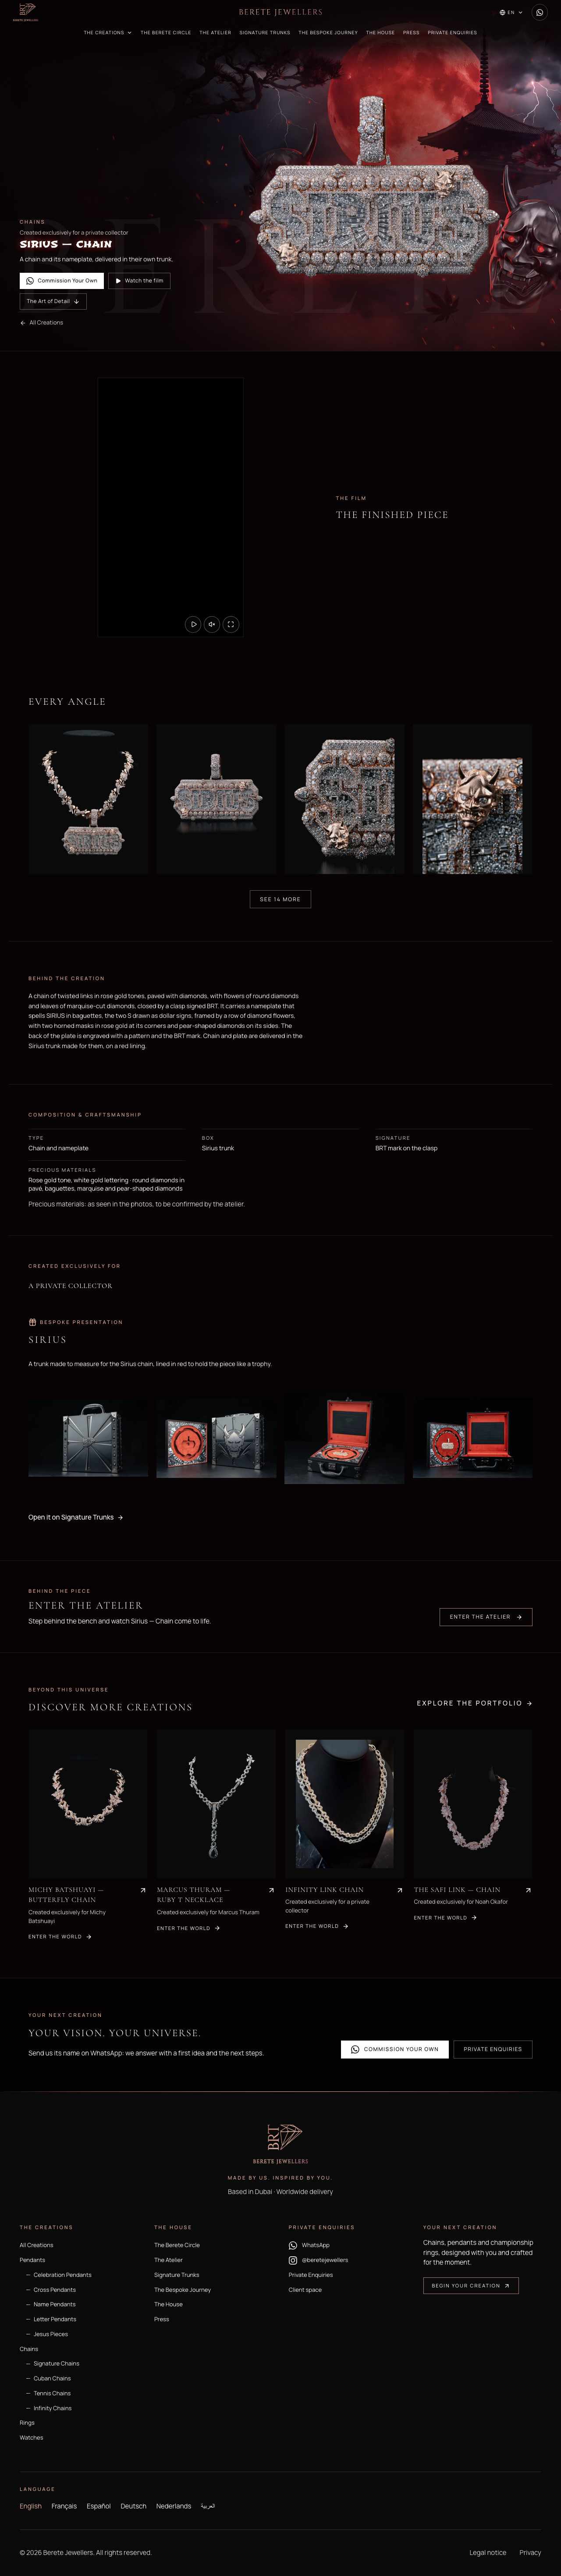 BERETE JEWELLERS
EN
THE CREATIONS
THE BERETE CIRCLE
THE ATELIER
SIGNATURE TRUNKS
THE BESPOKE JOURNEY
THE HOUSE
PRESS
PRIVATE ENQUIRIES
CHAINS
Created exclusively for a private collector
SIRIUS — CHAIN
A chain and its nameplate, delivered in their own trunk.
Commission Your Own
Watch the film
The Art of Detail
All Creations
THE FILM
THE FINISHED PIECE
EVERY ANGLE
SEE 14 MORE
BEHIND THE CREATION
A chain of twisted links in rose gold tones, paved with diamonds, with flowers of round diamonds
and leaves of marquise-cut diamonds, closed by a clasp signed BRT. It carries a nameplate that
spells SIRIUS in baguettes, the two S drawn as dollar signs, framed by a row of diamond flowers,
with two horned masks in rose gold at its corners and pear-shaped diamonds on its sides. The
back of the plate is engraved with a pattern and the BRT mark. Chain and plate are delivered in the
Sirius trunk made for them, on a red lining.
COMPOSITION & CRAFTSMANSHIP
TYPE
Chain and nameplate
BOX
Sirius trunk
SIGNATURE
BRT mark on the clasp
PRECIOUS MATERIALS
Rose gold tone, white gold lettering · round diamonds in
pavé, baguettes, marquise and pear-shaped diamonds
Precious materials: as seen in the photos, to be confirmed by the atelier.
CREATED EXCLUSIVELY FOR
A PRIVATE COLLECTOR
BESPOKE PRESENTATION
SIRIUS
A trunk made to measure for the Sirius chain, lined in red to hold the piece like a trophy.
Open it on Signature Trunks
BEHIND THE PIECE
ENTER THE ATELIER
Step behind the bench and watch Sirius — Chain come to life.
ENTER THE ATELIER
BEYOND THIS UNIVERSE
DISCOVER MORE CREATIONS
EXPLORE THE PORTFOLIO
MICHY BATSHUAYI —
BUTTERFLY CHAIN
Created exclusively for Michy
Batshuayi
ENTER THE WORLD
MARCUS THURAM —
RUBY T NECKLACE
Created exclusively for Marcus Thuram
ENTER THE WORLD
INFINITY LINK CHAIN
Created exclusively for a private
collector
ENTER THE WORLD
THE SAFI LINK — CHAIN
Created exclusively for Noah Okafor
ENTER THE WORLD
YOUR NEXT CREATION
YOUR VISION. YOUR UNIVERSE.
Send us its name on WhatsApp: we answer with a first idea and the next steps.
COMMISSION YOUR OWN
PRIVATE ENQUIRIES
BRT
BERETE JEWELLERS
MADE BY US. INSPIRED BY YOU.
Based in Dubai · Worldwide delivery
THE CREATIONS
All Creations
Pendants
— Celebration Pendants
— Cross Pendants
— Name Pendants
— Letter Pendants
— Jesus Pieces
Chains
— Signature Chains
— Cuban Chains
— Tennis Chains
— Infinity Chains
Rings
Watches
THE HOUSE
The Berete Circle
The Atelier
Signature Trunks
The Bespoke Journey
The House
Press
PRIVATE ENQUIRIES
WhatsApp
@beretejewellers
Private Enquiries
Client space
YOUR NEXT CREATION
Chains, pendants and championship
rings, designed with you and crafted
for the moment.
BEGIN YOUR CREATION
LANGUAGE
English
Français
Español
Deutsch
Nederlands
العربية
© 2026 Berete Jewellers. All rights reserved.
Legal notice
Privacy